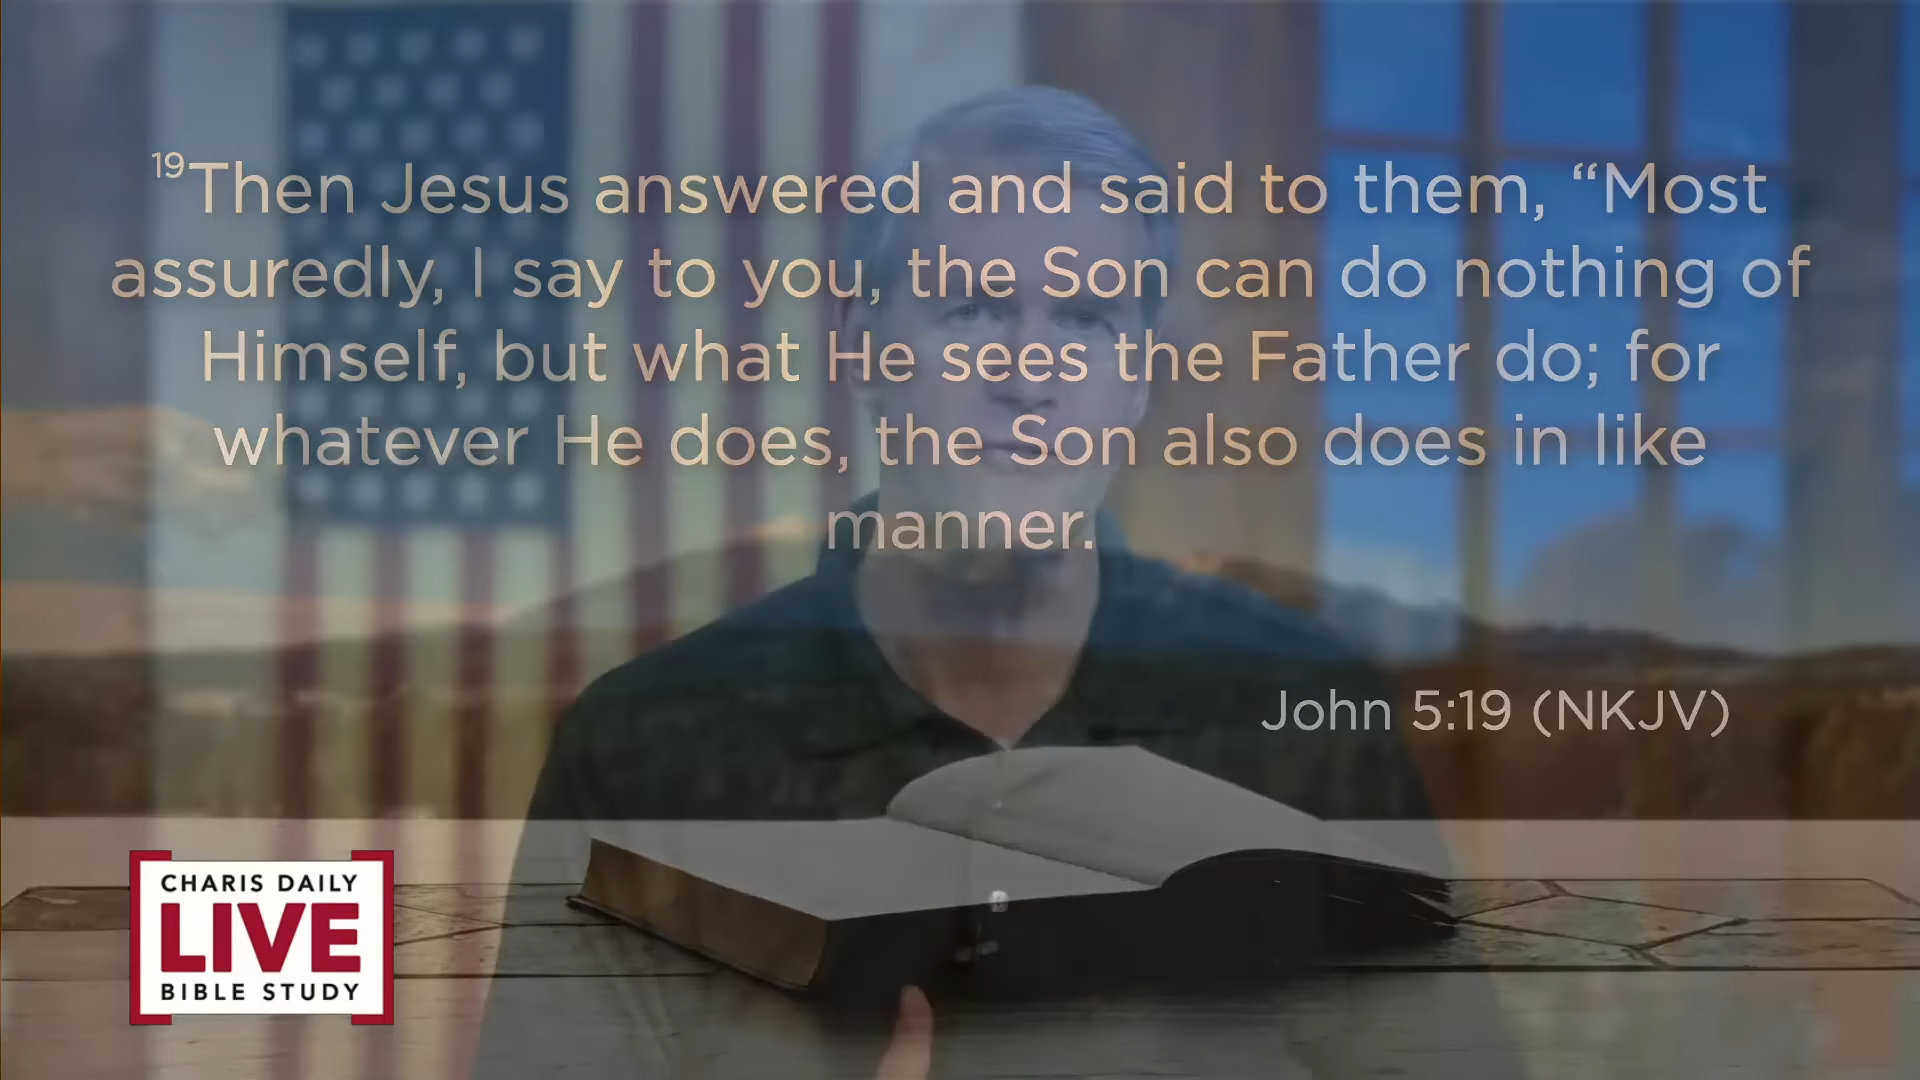 19Then Jesus answered and said to them, “Most
assuredly, I say to you, the Son can do nothing of
Himself, but what He sees the Father do; for
whatever He does, the Son also does in like
manner.
John 5:19 (NKJV)
CHARIS DAILY
LIVE
BIBLE STUDY